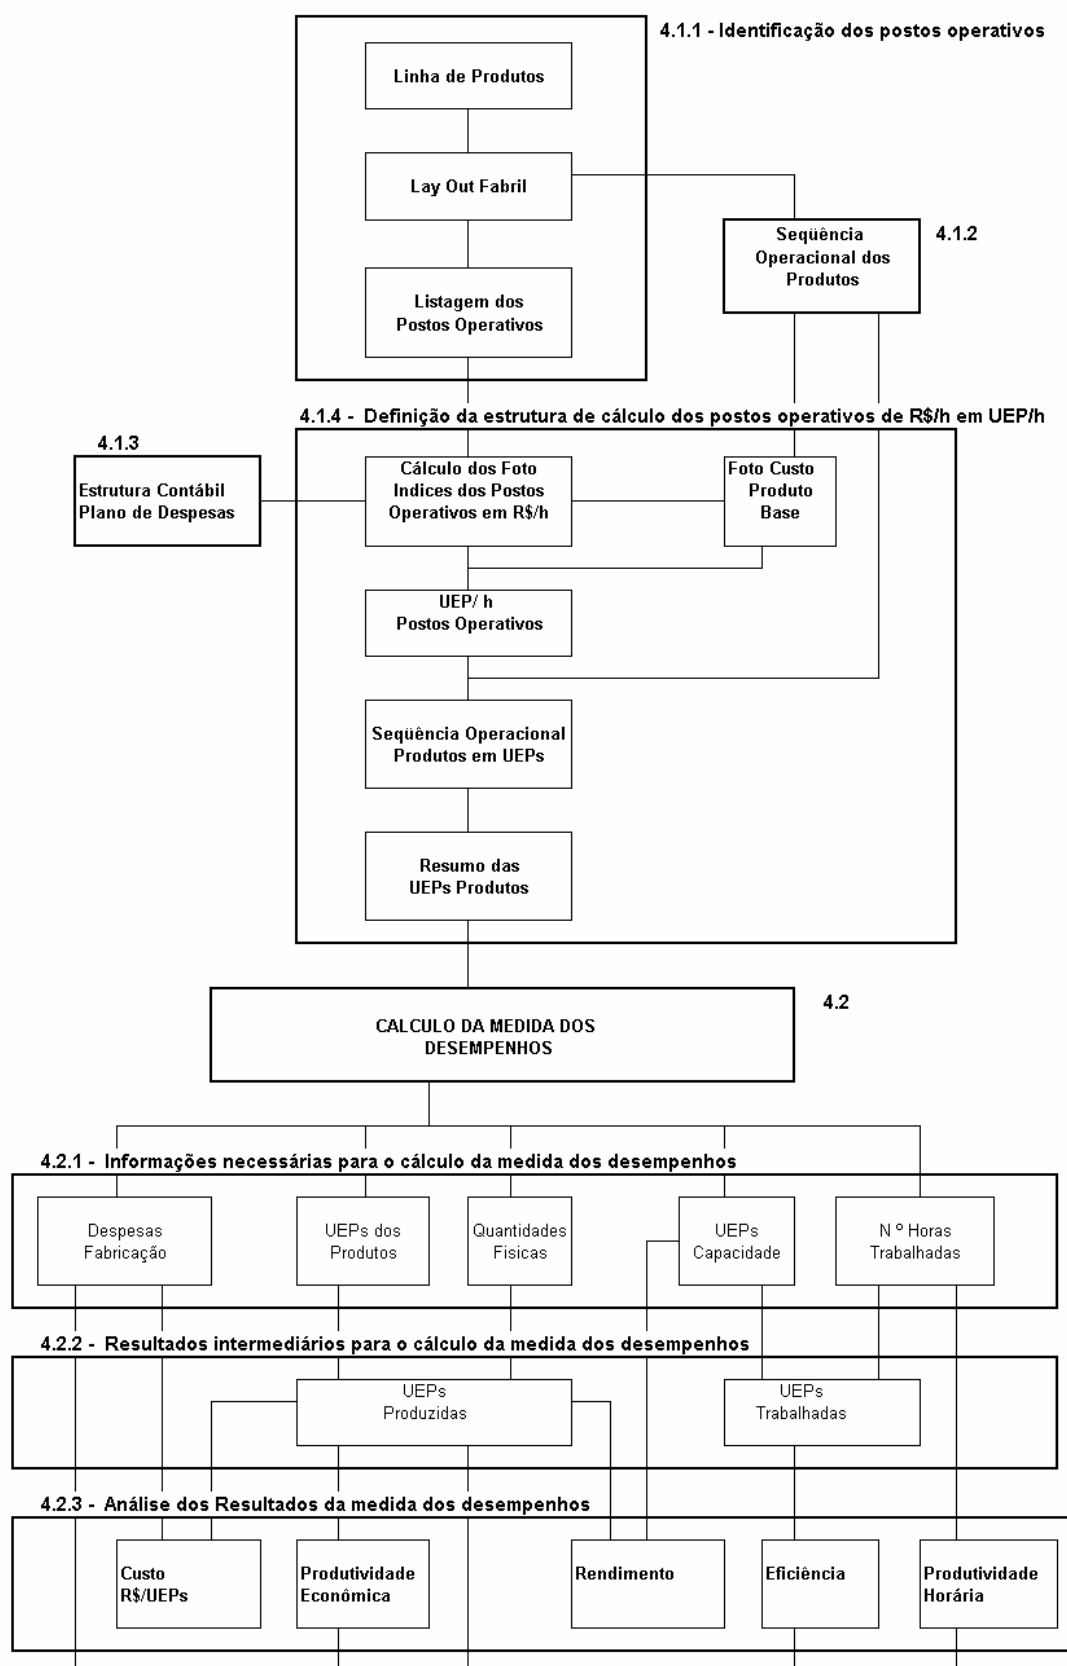 4.1.1 - Identificação dos postos operativos
Linha de Produtos
Lay Out Fabril
Seqüência
Operacional dos
Produtos
4.1.2
Listagem dos
Postos Operativos
4.1.4 - Definição da estrutura de cálculo dos postos operativos de R$/h em UEP/h
4.1.3
Estrutura Contábil
Plano de Despesas
Cálculo dos Foto
Indices dos Postos
Operativos em R$/h
Foto Custo
Produto
Base
UEP/ h
Postos Operativos
Seqüência Operacional
Produtos em UEPs
Resumo das
UEPs Produtos
4.2
CALCULO DA MEDIDA DOS
DESEMPENHOS
4.2.1 - Informações necessárias para o cálculo da medida dos desempenhos
Despesas
Fabricação
UEPs dos
Produtos
Quantidades
Fisicas
UEPs
Capacidade
N º Horas
Trabalhadas
4.2.2 - Resultados intermediários para o cálculo da medida dos desempenhos
UEPs
Produzidas
UEPs
Trabalhadas
4.2.3 - Análise dos Resultados da medida dos desempenhos
Custo
R$/UEPs
Produtividade
Econômica
Rendimento
Eficiência
Produtividade
Horária